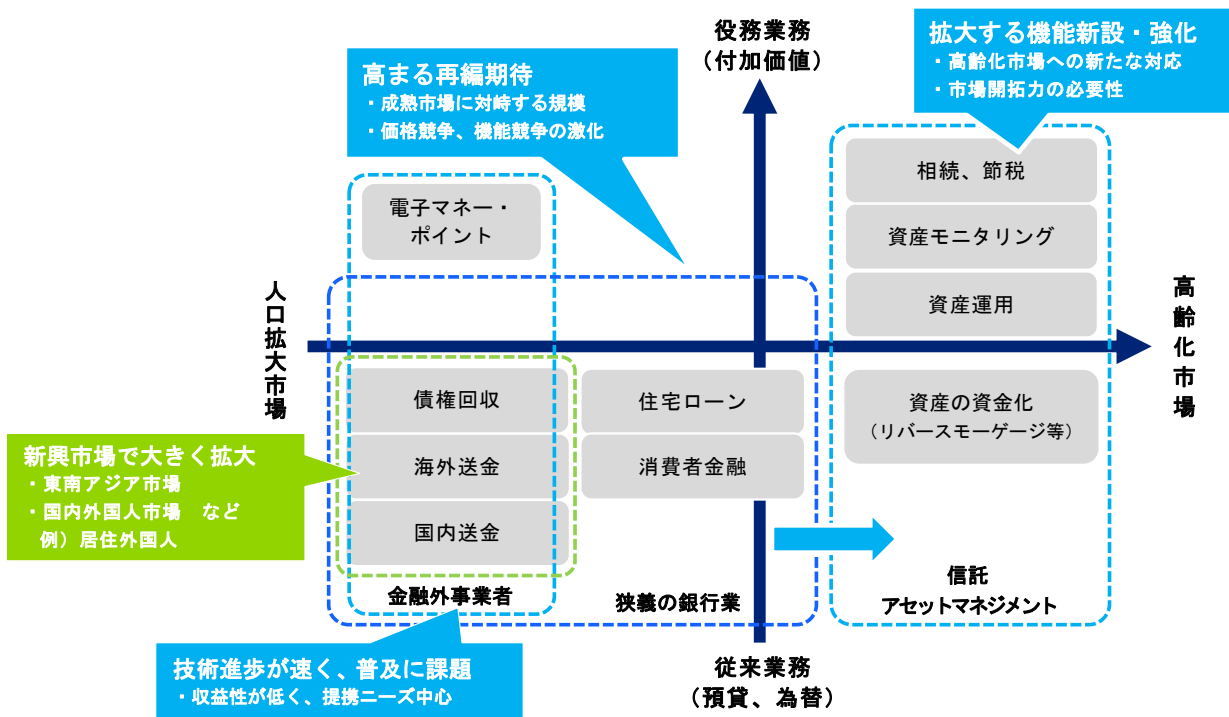 役務業務
（付加価値）
拡大する機能新設・強化
・高齢化市場への新たな対応
・市場開拓力の必要性
高まる再編期待
・成熟市場に対峙する規模
・価格競争、機能競争の激化
電子マネー・
ポイント
相続、節税
資産モニタリング
資産運用
人口拡大市場
高齢化市場
債権回収
海外送金
国内送金
住宅ローン
消費者金融
資産の資金化
（リバースモーゲージ等）
新興市場で大きく拡大
・東南アジア市場
・国内外国人市場　など
例）居住外国人
金融外事業者
狭義の銀行業
信託
アセットマネジメント
技術進歩が速く、普及に課題
・収益性が低く、提携ニーズ中心
従来業務
（預貸、為替）